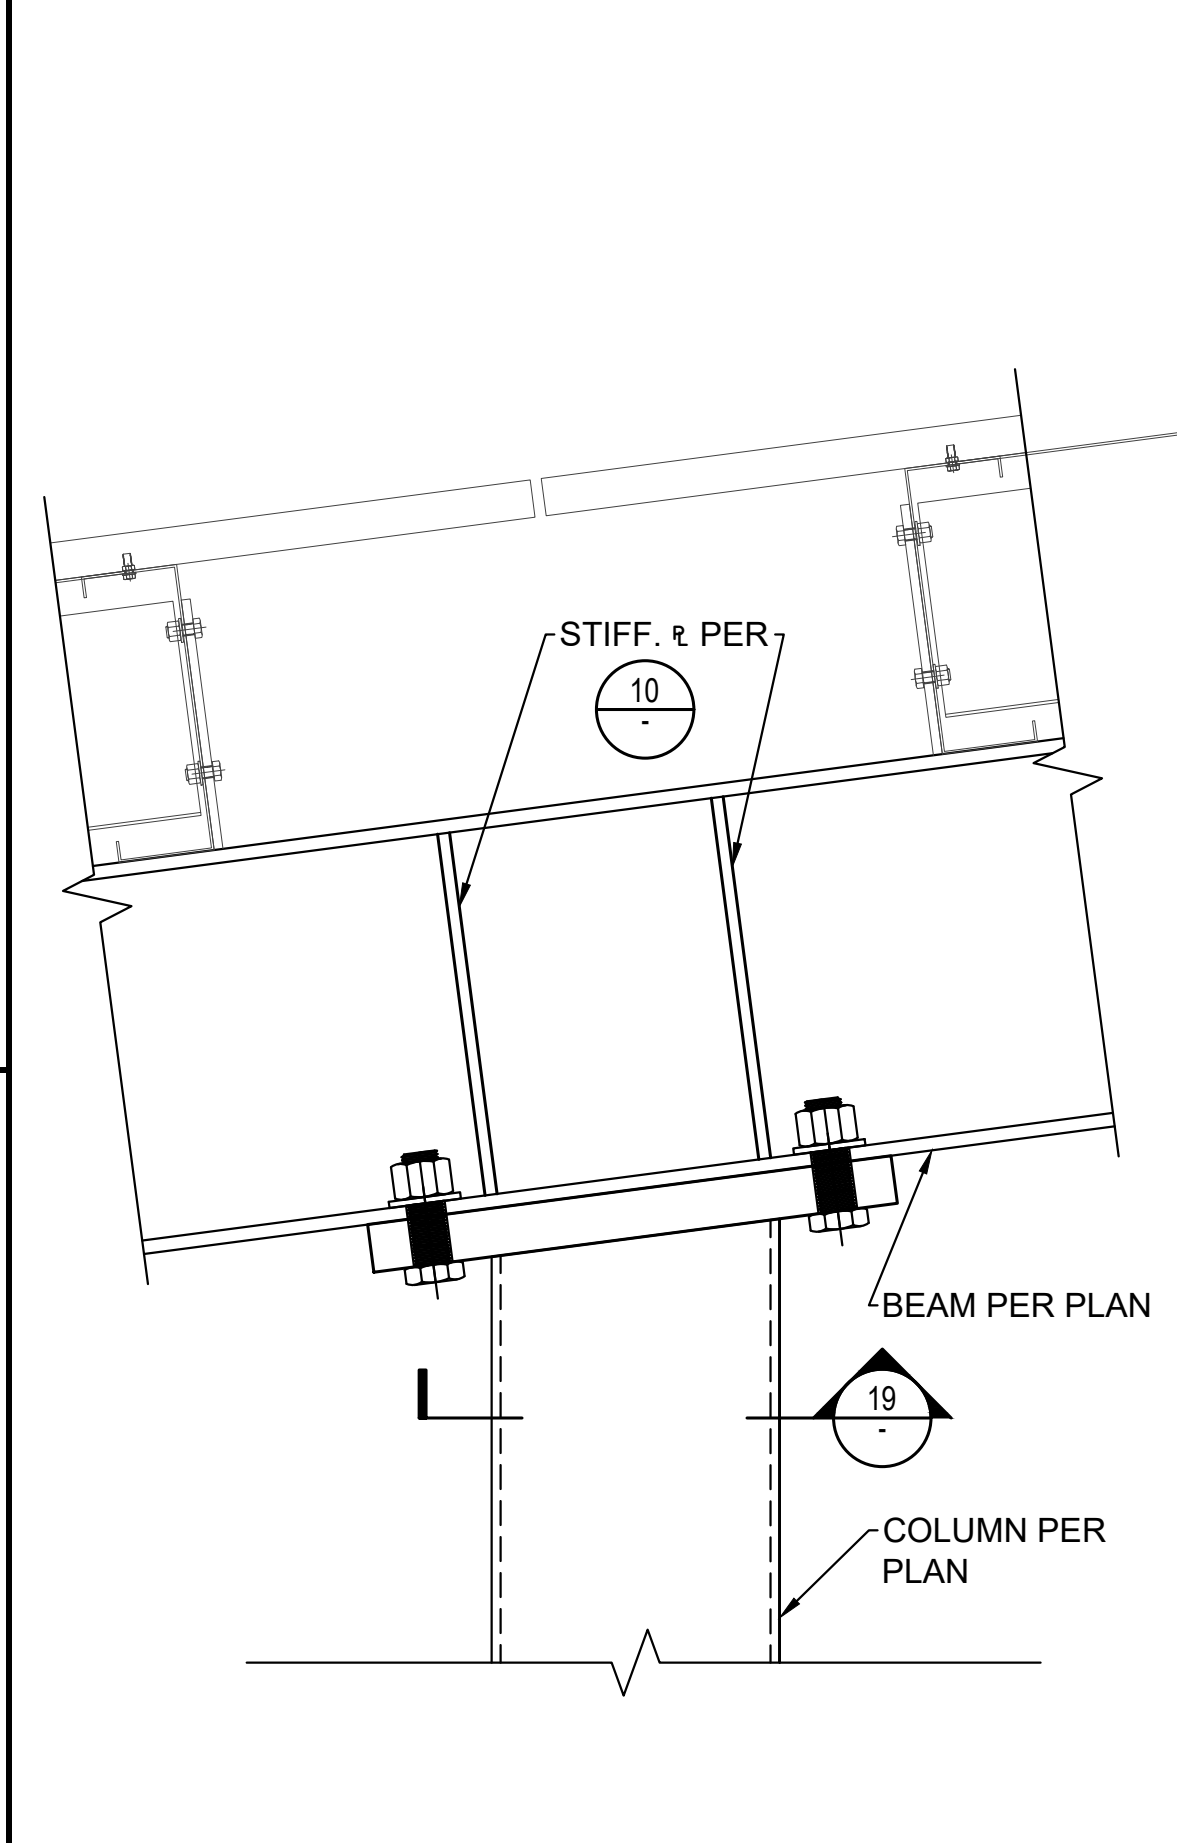 STIFF. ⅊ PER
10
-
BEAM PER PLAN
19
-
COLUMN PER
PLAN